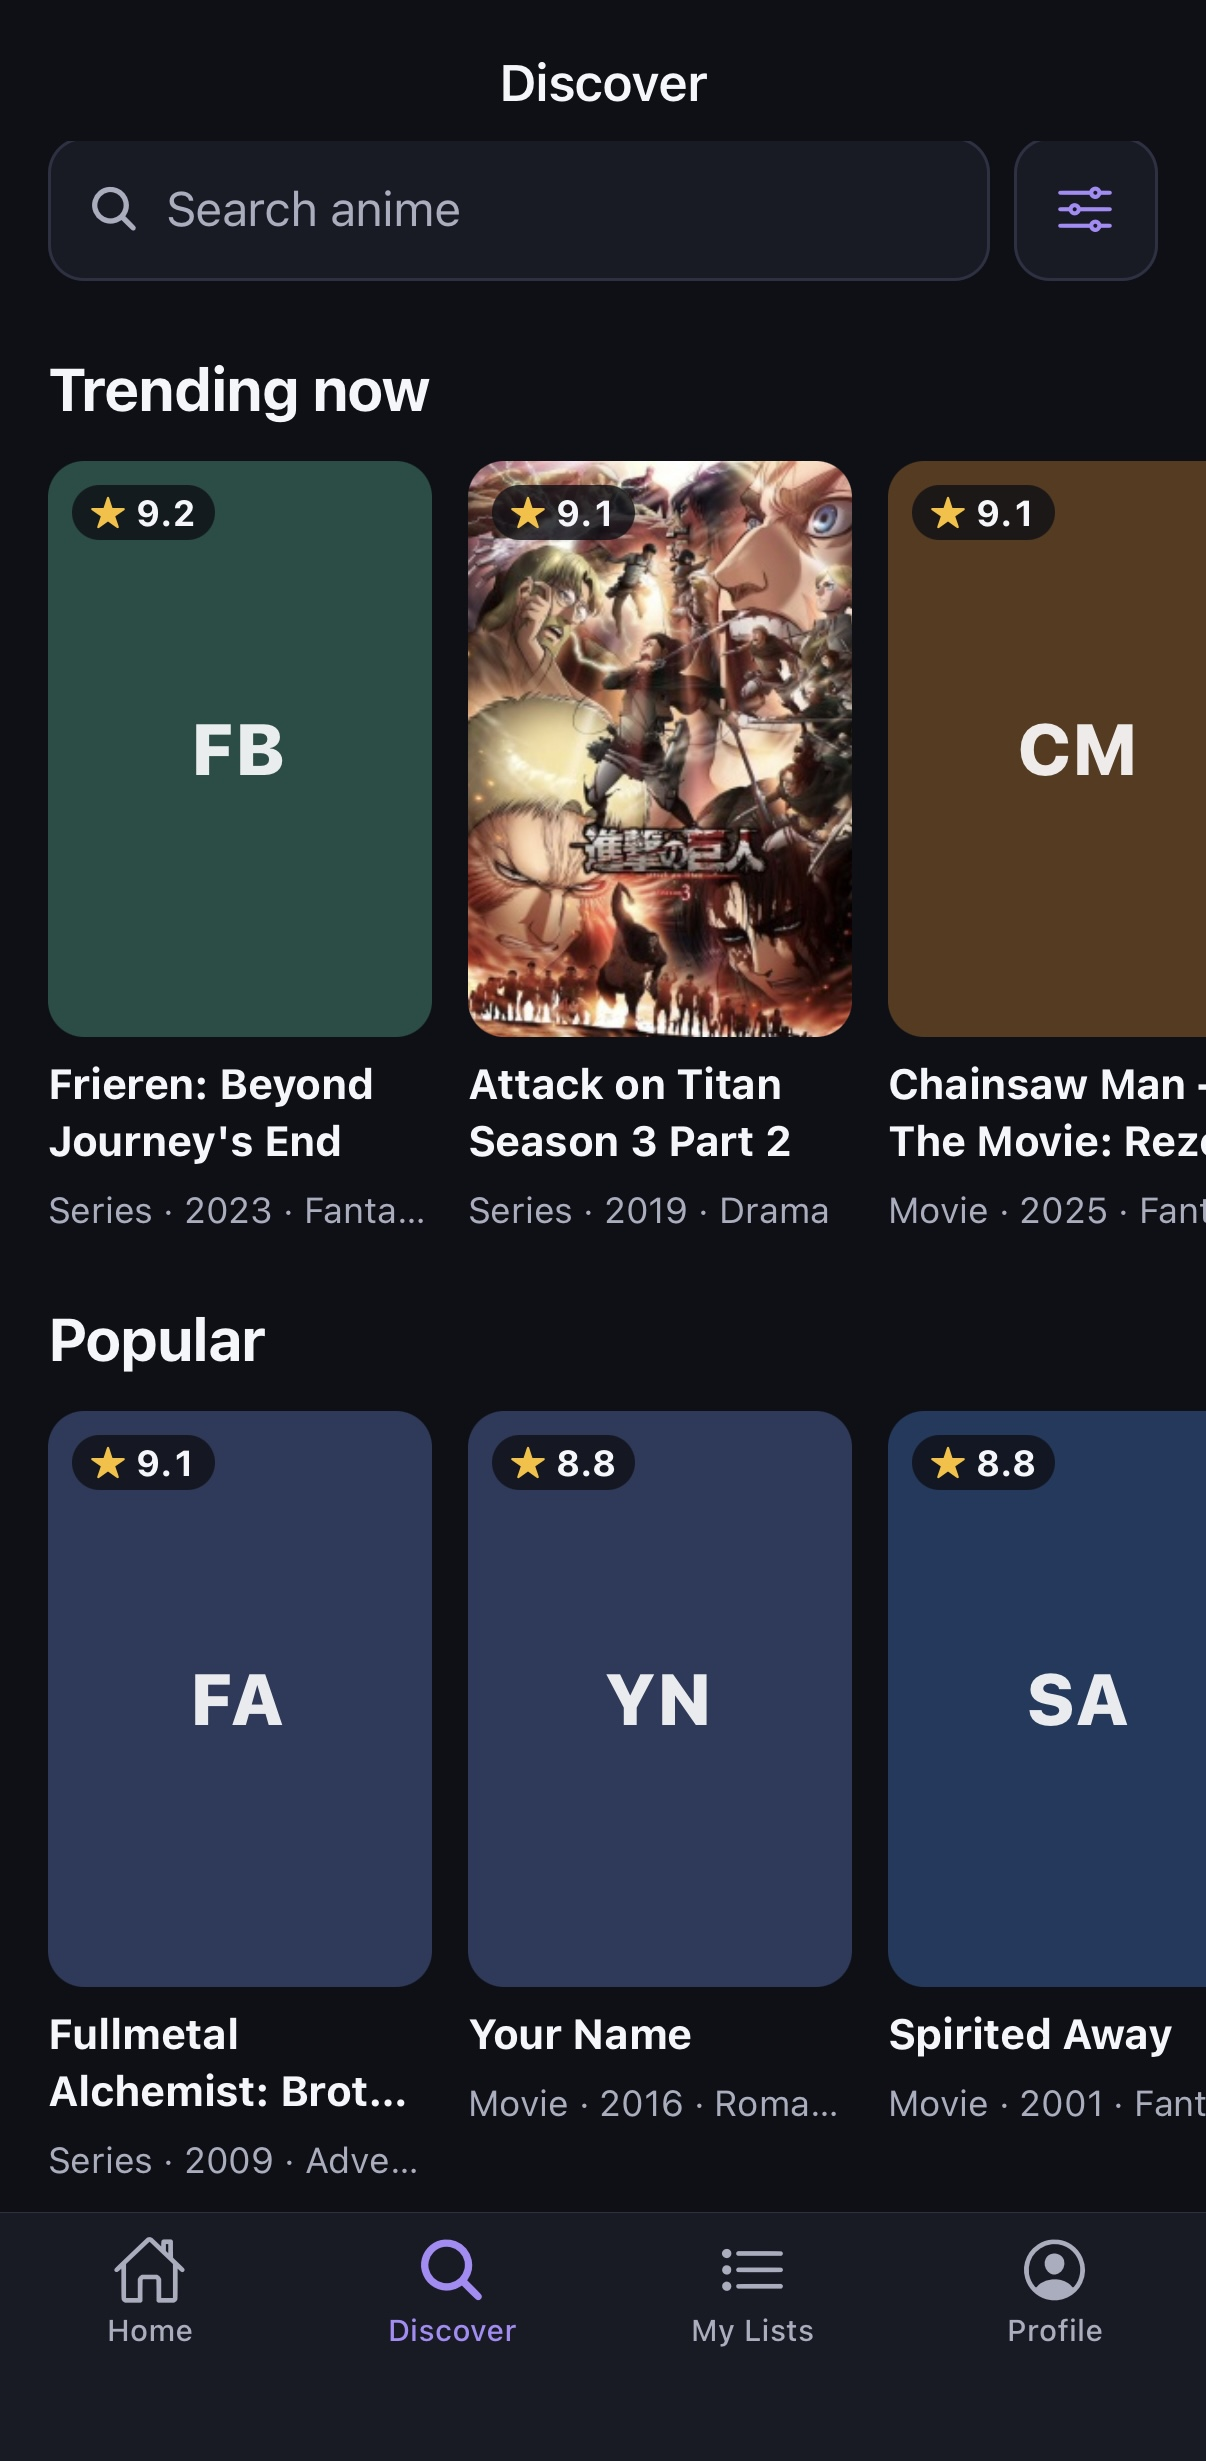 Discover
Search anime
Trending now
9.2
FB
9.1
進撃の巨人
3
9.1
CM
Frieren: Beyond
Journey's End
Series · 2023 · Fanta...
Attack on Titan
Season 3 Part 2
Series · 2019 · Drama
Chainsaw Man -
The Movie: Reze
Movie · 2025 · Fant
Popular
9.1
FA
8.8
YN
8.8
SA
Fullmetal
Alchemist: Brot...
Series · 2009 · Adve...
Your Name
Movie · 2016 · Roma...
Spirited Away
Movie · 2001 · Fant
Home
Discover
My Lists
Profile